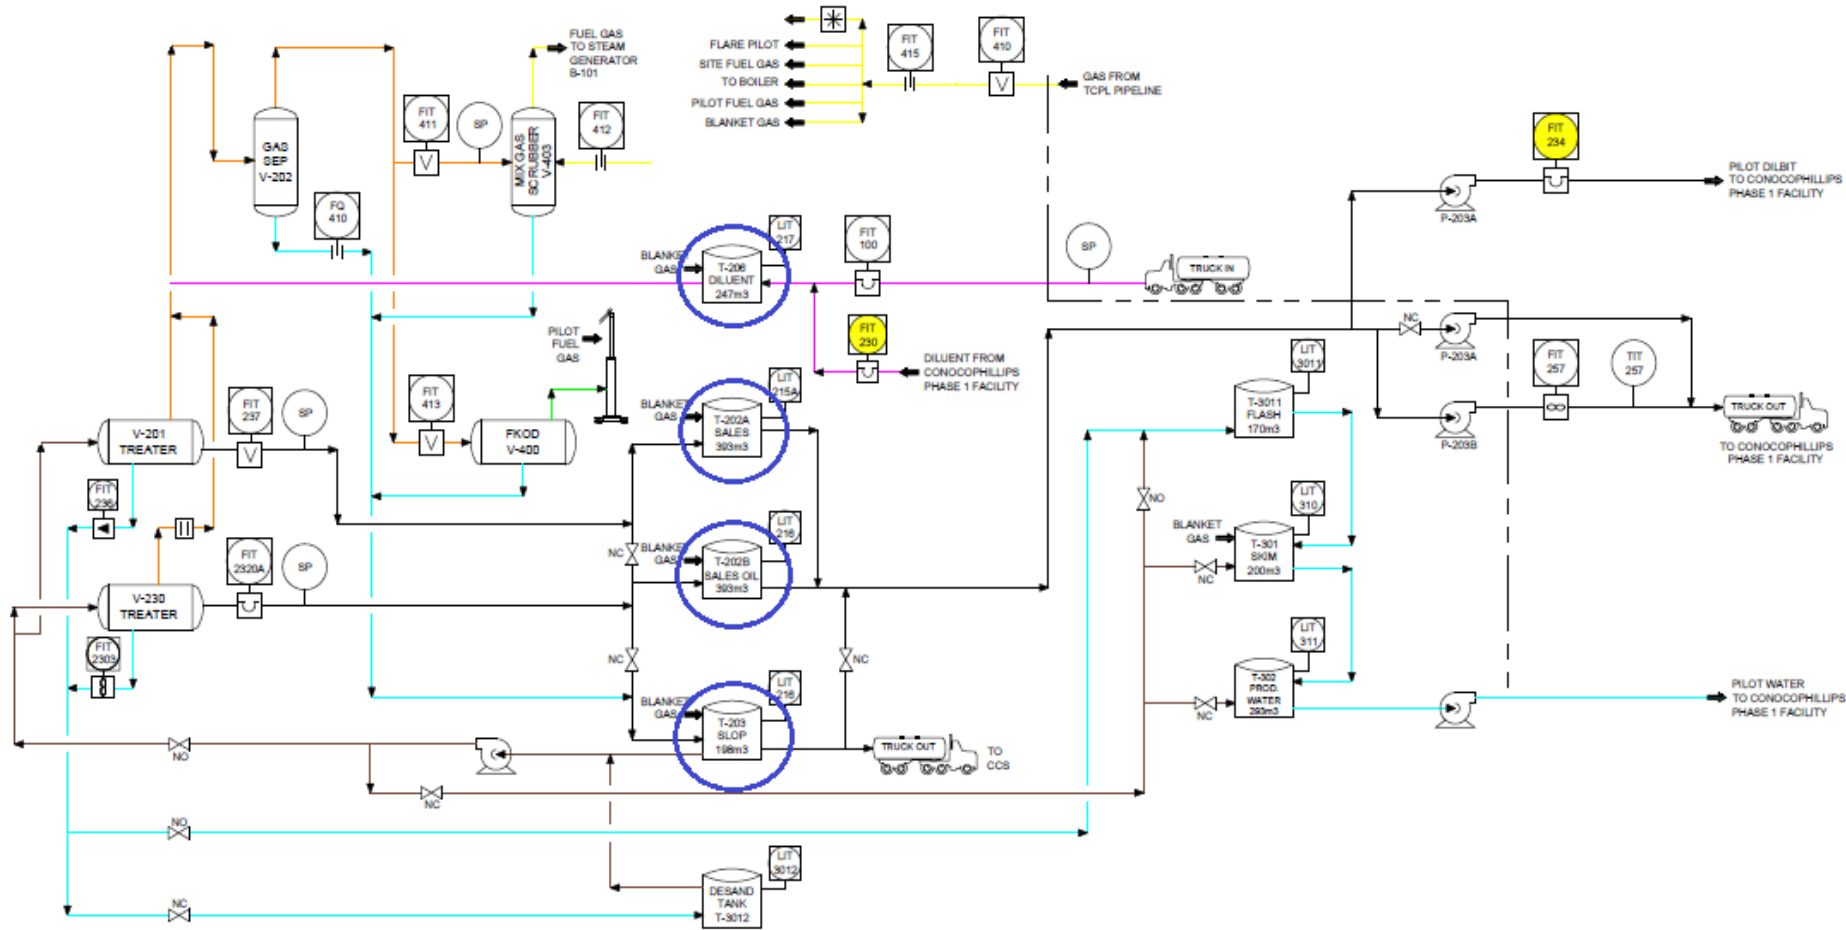 FUEL GAS
TO STEAM
GENERATOR
B-101
FLARE PILOT
SITE FUEL GAS
TO BOILER
PILOT FUEL GAS
BLANKET GAS
FIT
415
FIT
410
V
GAS FROM
TCPL PIPELINE
GAS
SEP
V-202
FIT
411
V
SP
MIX GAS
SCRUBBER
V-403
FIT
412
FQ
410
FIT
234
PILOT DILBIT
TO CONOCOPHILLIPS
PHASE 1 FACILITY
P-203A
BLANKET
GAS
T-206
DILUENT
247m3
LIT
217
FIT
100
SP
TRUCK IN
PILOT
FUEL
GAS
FIT
230
DILUENT FROM
CONOCOPHILLIPS
PHASE 1 FACILITY
NC
P-203A
FIT
257
TIT
257
TRUCK OUT
TO CONOCOPHILLIPS
PHASE 1 FACILITY
P-203B
V-201
TREATER
FIT
237
V
SP
FIT
413
V
FKOD
V-400
BLANKET
GAS
T-202A
SALES
393m3
LIT
215A
LIT
3011
T-3011
FLASH
170m3
FIT
236
NC
BLANKET
GAS
T-202B
SALES OIL
393m3
LIT
216
NO
BLANKET
GAS
LIT
310
T-301
SKIM
200m3
NC
V-230
TREATER
FIT
2320A
SP
FIT
2303
NC
NC
BLANKET
GAS
T-203
SLOP
198m3
LIT
216
TRUCK OUT
TO
CCS
LIT
311
T-302
PROD.
WATER
293m3
NC
PILOT WATER
TO CONOCOPHILLIPS
PHASE 1 FACILITY
NO
NC
NO
NC
DESAND
TANK
T-3012
LIT
3012